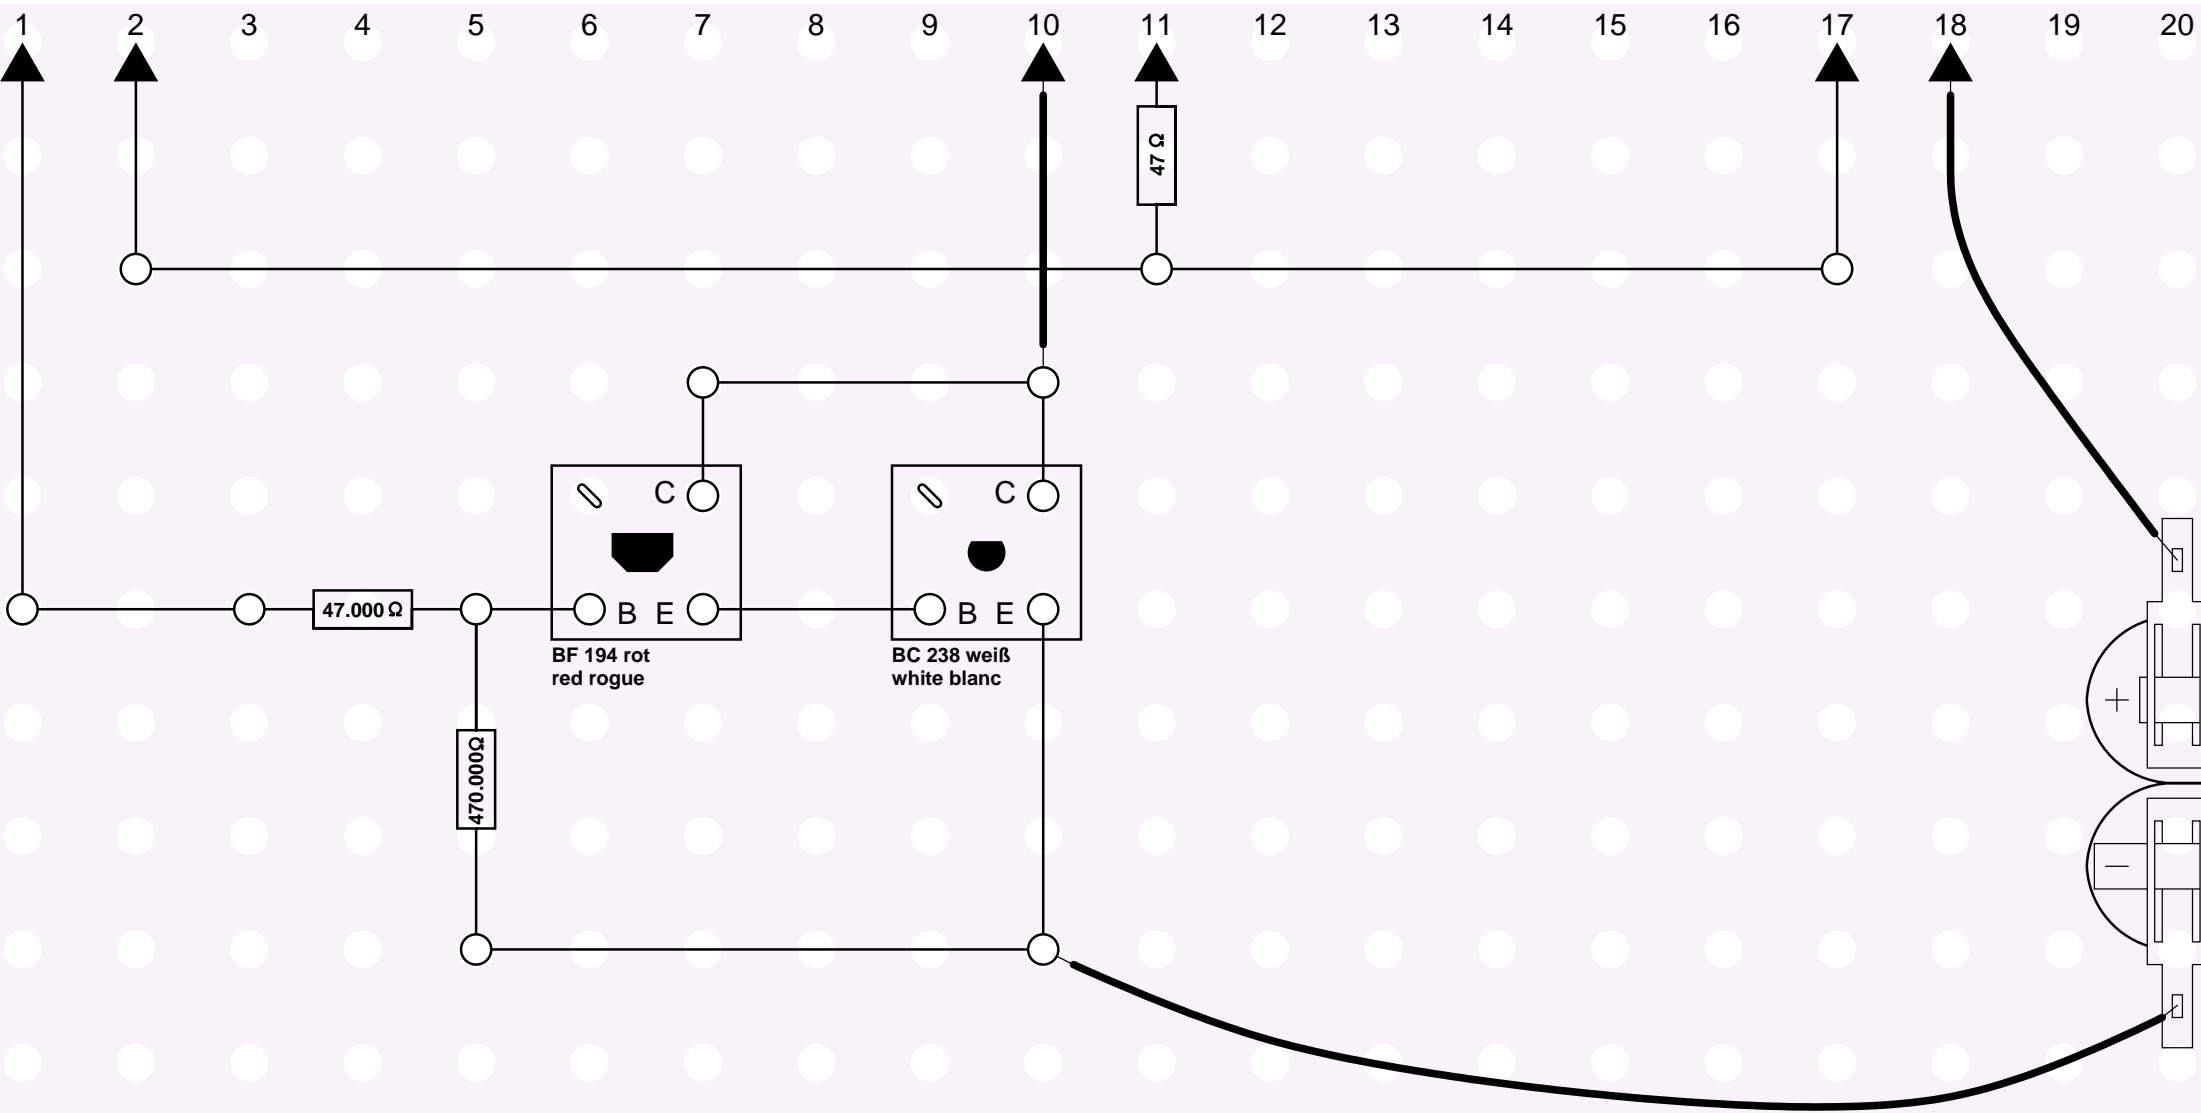 1 2 3 4 5 6 7 8 9 10 11 12 13 14 15 16 17 18 19 20
47 Ω
C C
47.000 Ω B E B E
BF 194 rot
red rogue
BC 238 weiß
white blanc
+
470.000Ω
−